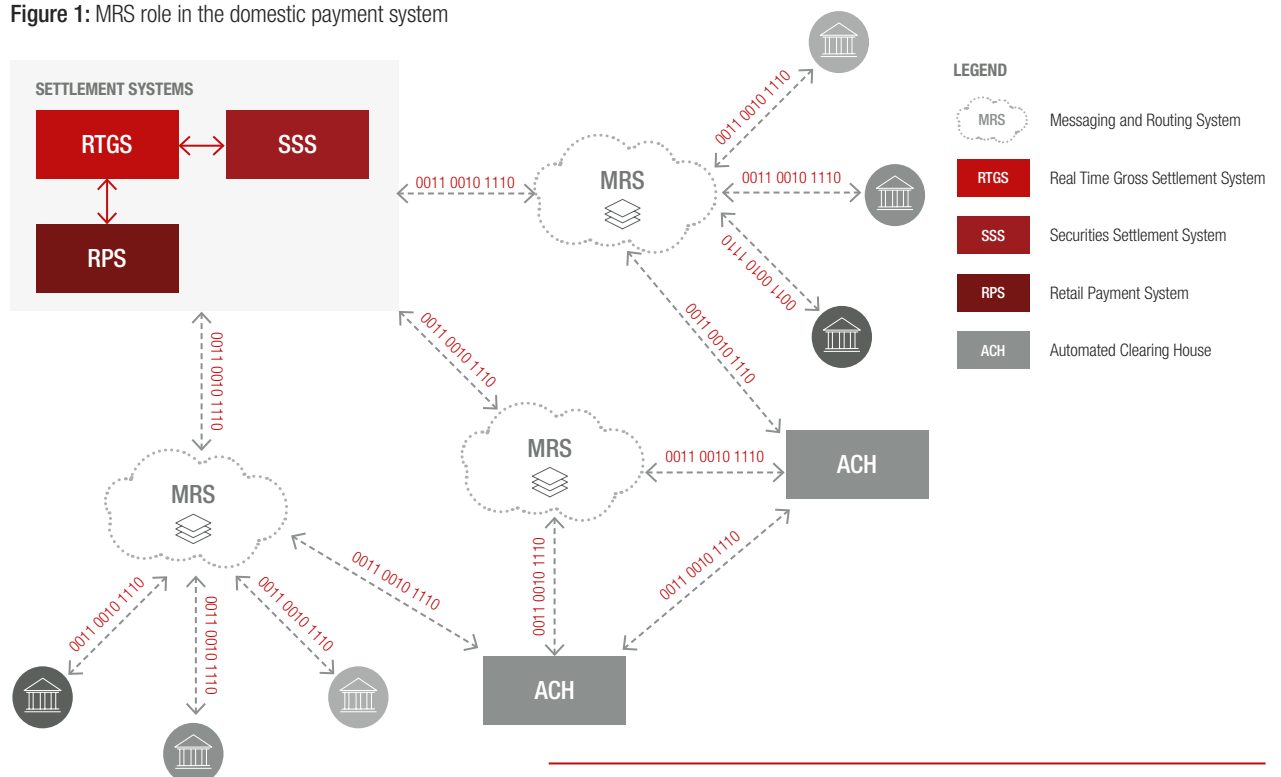 Figure 1: MRS role in the domestic payment system
SETTLEMENT SYSTEMS
RTGS
SSS
RPS
0011 0010 1110
MRS
0011 0010 1110
0011 0010 1110
0011 0010 1110
0011 0010 1110
0011 0010 1110
0011 0010 1110
MRS
0011 0010 1110
ACH
MRS
0011 0010 1110
0011 0010 1110
0011 0010 1110
0011 0010 1110
0011 0010 1110
0011 0010 1110
0011 0010 1110
ACH
LEGEND
MRS Messaging and Routing System
RTGS Real Time Gross Settlement System
SSS Securities Settlement System
RPS Retail Payment System
ACH Automated Clearing House